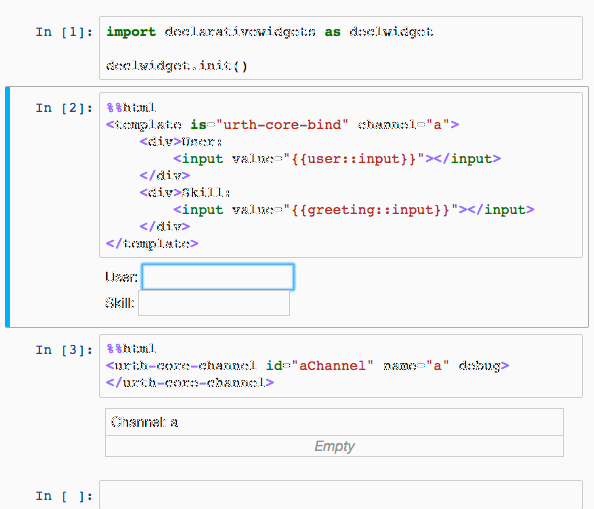 In [1]: import declarativewidgets as declwidget
declwidget.init()
In [2]: %%html
<template is="urth-core-bind" channel="a">
<div>User:
<input value="{{user::input}}"></input>
</div>
<div>Skill:
<input value="{{greeting::input}}"></input>
</div>
</template>
User:
Skill:
In [3]: %%html
<urth-core-channel id="aChannel" name="a" debug>
</urth-core-channel>
Channel: a
Empty
In [ ]: